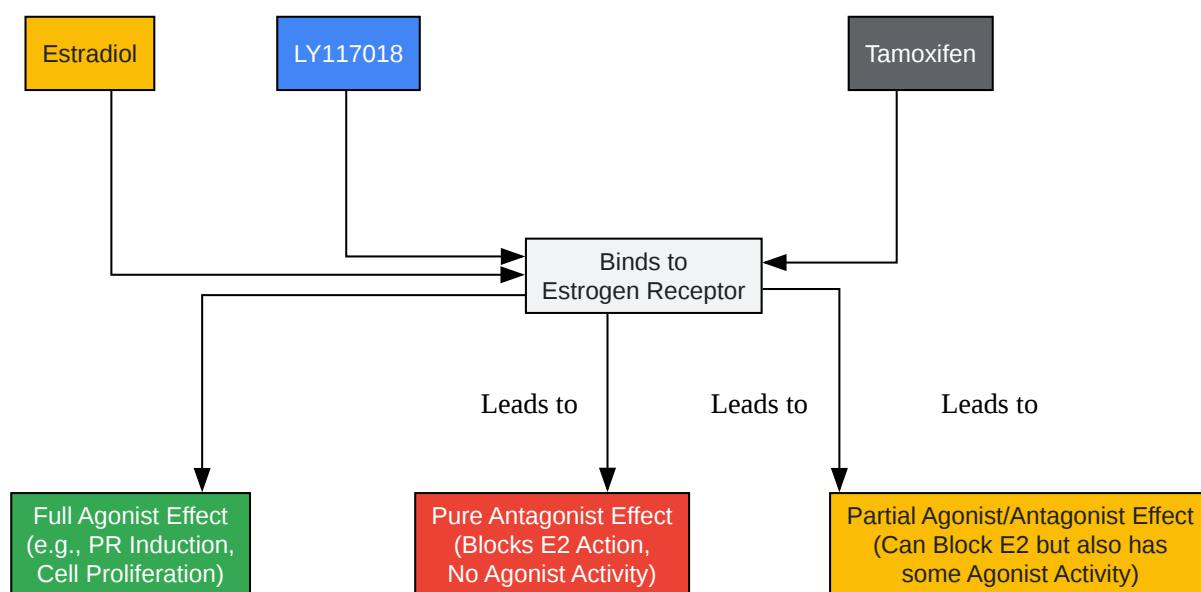 Estradiol
LY117018
Tamoxifen
Binds to
Estrogen Receptor
Leads to
Leads to
Leads to
Full Agonist Effect
(e.g., PR Induction,
Cell Proliferation)
Pure Antagonist Effect
(Blocks E2 Action,
No Agonist Activity)
Partial Agonist/Antagonist Effect
(Can Block E2 but also has
some Agonist Activity)